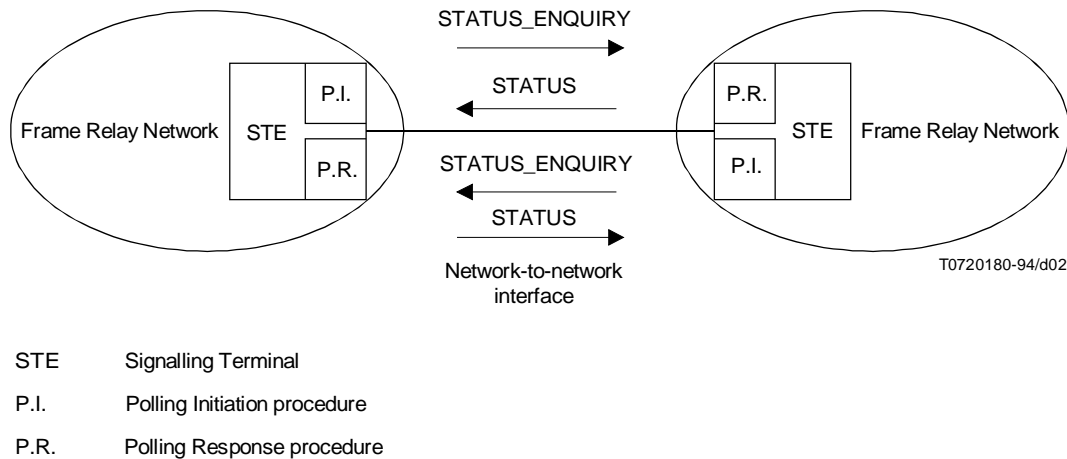 STATUS_ENQUIRY
STATUS
P.I.
P.R.
Frame Relay Network
STE
STE
Frame Relay Network
P.R.
P.I.
STATUS_ENQUIRY
STATUS
Network-to-network
interface
T0720180-94/d02
STE Signalling Terminal
P.I. Polling Initiation procedure
P.R. Polling Response procedure